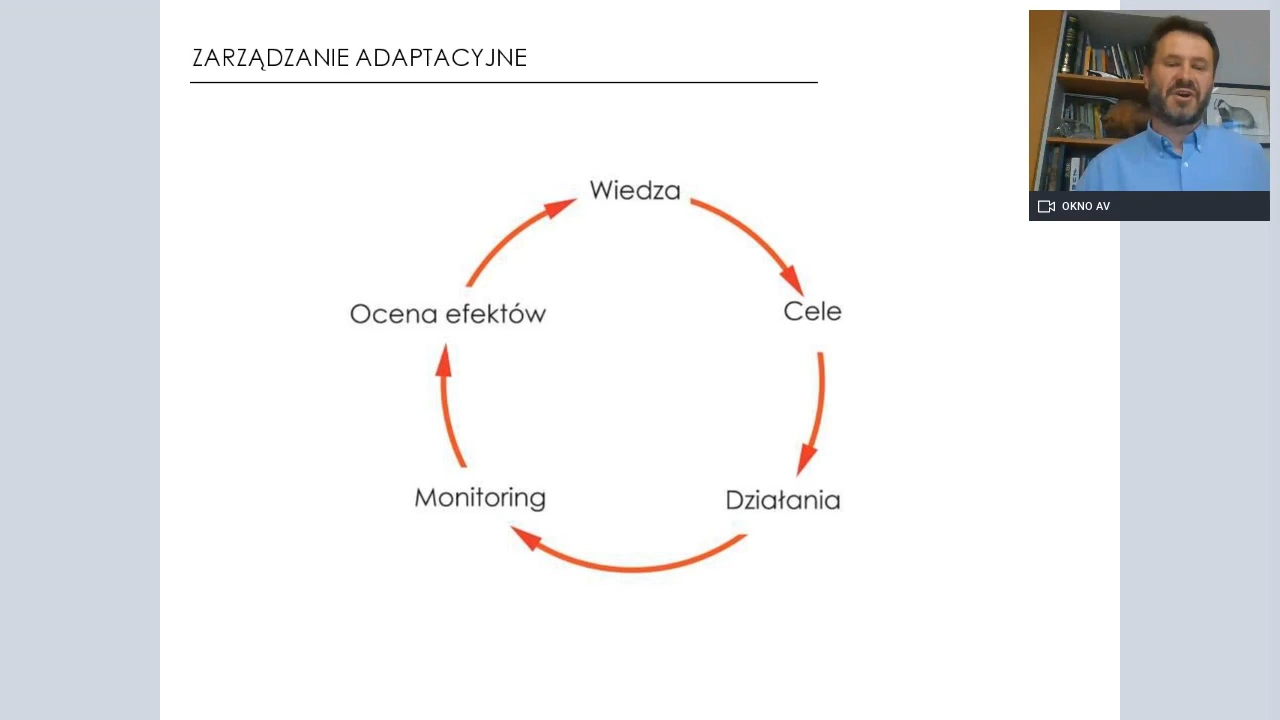 ZARZĄDZANIE ADAPTACYJNE
Wiedza
Cele
Działania
Monitoring
Ocena efektów
OKNO AV